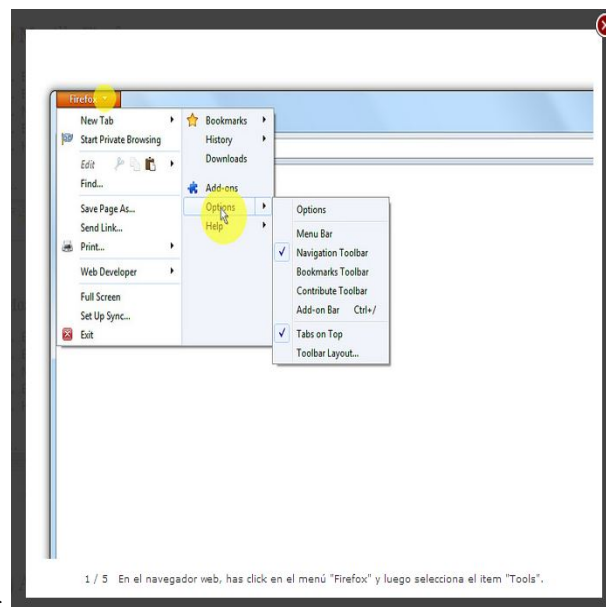 Firefox
New Tab
Start Private Browsing
Edit
Find...
Save Page As...
Send Link...
Print...
Web Developer
Full Screen
Set Up Sync...
Exit
Bookmarks
History
Downloads
Add-ons
Options
Help
Options
Menu Bar
Navigation Toolbar
Bookmarks Toolbar
Contribute Toolbar
Add-on Bar Ctrl+/
Tabs on Top
Toolbar Layout...
1 / 5 En el navegador web, has click en el menú "Firefox" y luego selecciona el item "Tools".